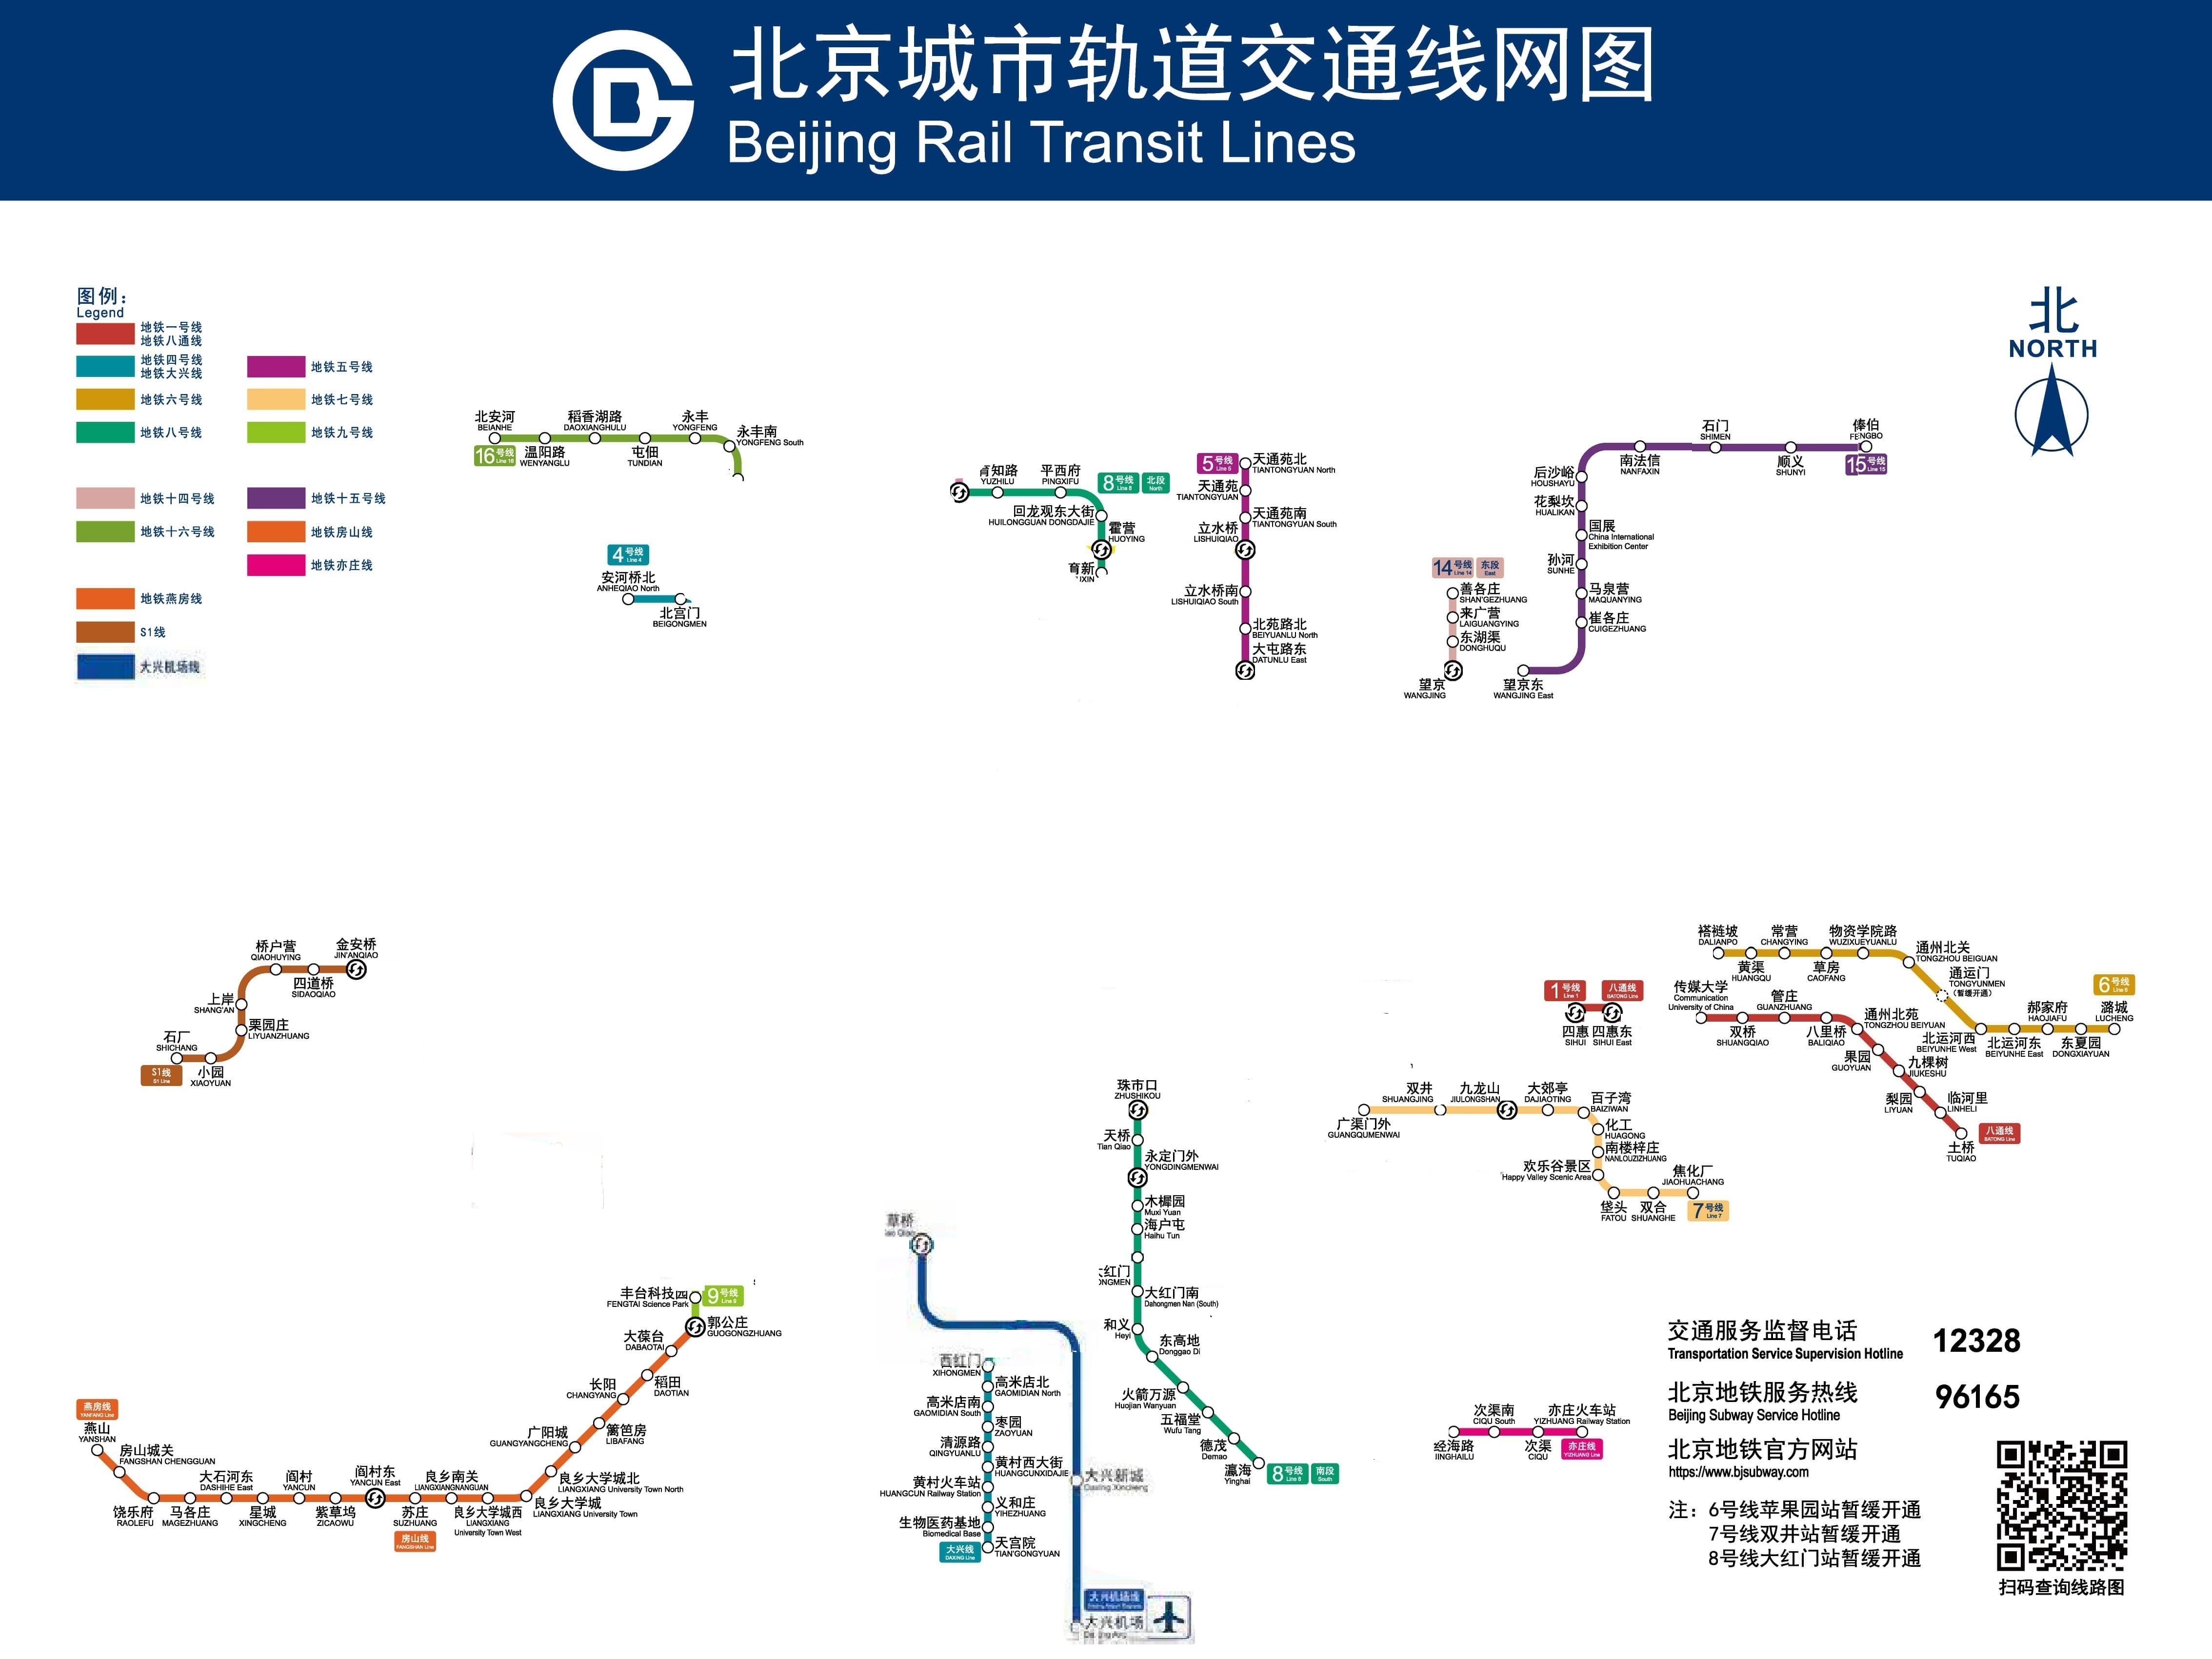 北京城市轨道交通线网图
Beijing Rail Transit Lines
图例：
Legend
地铁一号线
地铁八通线
地铁四号线
地铁大兴线
地铁五号线
地铁六号线
地铁七号线
地铁八号线
地铁九号线
地铁十四号线
地铁十五号线
地铁十六号线
地铁房山线
地铁亦庄线
地铁燕房线
S1线
大兴机场线
北
NORTH
北安河
BEIANHE
16号线
Line 16
温阳路
WENYANGLU
稻香湖路
DAOXIANGHULU
屯佃
TUNDIAN
永丰
YONGFENG
永丰南
YONGFENG South
4号线
Line 4
安河桥北
ANHEQIAO North
北宫门
BEIGONGMEN
知路
YUZHILU
平西府
PINGXIFU
8号线
Line 8
北段
North
回龙观东大街
HUILONGGUAN DONGDAJIE
霍营
HUOYING
育新
IXIN
5号线
Line 5
天通苑北
TIANTONGYUAN North
天通苑
TIANTONGYUAN
天通苑南
TIANTONGYUAN South
立水桥
LISHUIQIAO
立水桥南
LISHUIQIAO South
北苑路北
BEIYUANLU North
大屯路东
DATUNLU East
14号线
Line 14
东段
East
善各庄
SHAN'GEZHUANG
来广营
LAIGUANGYING
东湖渠
DONGHUQU
望京
WANGJING
石门
SHIMEN
俸伯
FENGBO
15号线
Line 15
南法信
NANFAXIN
顺义
SHUNYI
后沙峪
HOUSHAYU
花梨坎
HUALIKAN
国展
China International
Exhibition Center
孙河
SUNHE
马泉营
MAQUANYING
崔各庄
CUIGEZHUANG
望京东
WANGJING East
桥户营
QIAOHUYING
金安桥
JIN'ANQIAO
四道桥
SIDAOQIAO
上岸
SHANG'AN
栗园庄
LIYUANZHUANG
石厂
SHICHANG
S1线
S1 Line
小园
XIAOYUAN
褡裢坡
DALIANPO
黄渠
HUANGQU
常营
CHANGYING
草房
CAOFANG
物资学院路
WUZIXUEYUANLU
通州北关
TONGZHOU BEIGUAN
通运门
TONGYUNMEN
（暂缓开通）
北运河西
BEIYUNHE West
北运河东
BEIYUNHE East
郝家府
HAOJIAFU
东夏园
DONGXIAYUAN
潞城
LUCHENG
6号线
Line 6
1号线
Line 1
八通线
BATONG Line
四惠
SIHUI
四惠东
SIHUI East
传媒大学
Communication
University of China
双桥
SHUANGQIAO
管庄
GUANZHUANG
八里桥
BALIQIAO
通州北苑
TONGZHOU BEIYUAN
果园
GUOYUAN
九棵树
JIUKESHU
梨园
LIYUAN
临河里
LINHELI
土桥
TUQIAO
八通线
BATONG Line
广渠门外
GUANGQUMENWAI
双井
SHUANGJING
九龙山
JIULONGSHAN
大郊亭
DAJIAOTING
百子湾
BAIZIWAN
化工
HUAGONG
南楼梓庄
NANLOUZIZHUANG
欢乐谷景区
Happy Valley Scenic Area
垡头
FATOU
双合
SHUANGHE
焦化厂
JIAOHUACHANG
7号线
Line 7
珠市口
ZHUSHIKOU
天桥
Tian Qiao
永定门外
YONGDINGMENWAI
木樨园
Muxi Yuan
海户屯
Haihu Tun
红门
ONGMEN
大红门南
Dahongmen Nan (South)
和义
Heyi
东高地
Donggao Di
火箭万源
Huojian Wanyuan
五福堂
Wufu Tang
德茂
Demao
瀛海
Yinghai
8号线
Line 8
南段
South
草桥
西红门
XIHONGMEN
高米店北
GAOMIDIAN North
高米店南
GAOMIDIAN South
枣园
ZAOYUAN
清源路
QINGYUANLU
黄村西大街
HUANGCUNXIDAJIE
黄村火车站
HUANGCUN Railway Station
义和庄
YIHEZHUANG
生物医药基地
Biomedical Base
天宫院
TIAN'GONGYUAN
大兴线
DAXING Line
大兴新城
Daxing Xincheng
大兴机场线
大兴机场
丰台科技
FENGTAI Science Park
9号线
Line 9
郭公庄
GUOGONGZHUANG
大葆台
DABAOTAI
稻田
DAOTIAN
长阳
CHANGYANG
篱笆房
LIBAFANG
广阳城
GUANGYANGCHENG
良乡大学城北
LIANGXIANG University Town North
良乡大学城
LIANGXIANG University Town
良乡大学城西
LIANGXIANG
University Town West
良乡南关
LIANGXIANGNANGUAN
苏庄
SUZHUANG
房山线
FANGSHAN Line
阎村东
YANCUN East
紫草坞
ZICAOWU
阎村
YANCUN
星城
XINGCHENG
大石河东
DASHIHE East
马各庄
MAGEZHUANG
饶乐府
RAOLEFU
房山城关
FANGSHAN CHENGGUAN
燕房线
YANFANG Line
燕山
YANSHAN
经海路
JINGHAILU
次渠南
CIQU South
次渠
CIQU
亦庄火车站
YIZHUANG Railway Station
亦庄线
YIZHUANG Line
交通服务监督电话
Transportation Service Supervision Hotline
12328
北京地铁服务热线
Beijing Subway Service Hotline
96165
北京地铁官方网站
https://www.bjsubway.com
注：6号线苹果园站暂缓开通
7号线双井站暂缓开通
8号线大红门站暂缓开通
扫码查询线路图